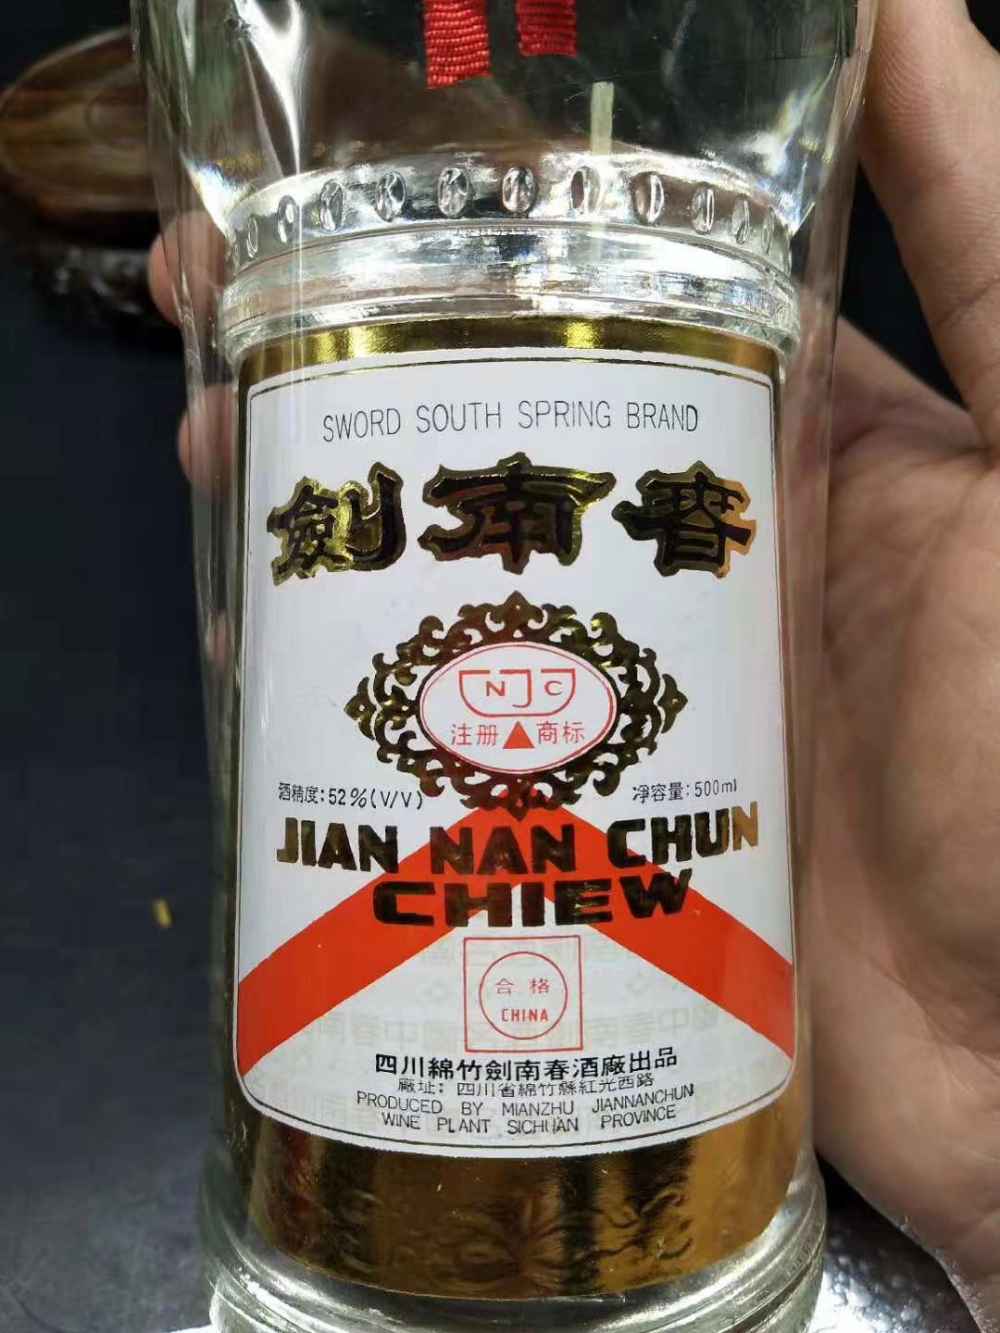 SWORD SOUTH SPRING BRAND
劍南春
NJC
注册▲商标
酒精度:52%(V/V)
净容量:500ml
JIAN NAN CHUN
CHIEW
合格
CHINA
四川綿竹劍南春酒廠出品
廠址:四川省綿竹縣紅光西路
PRODUCED BY MIANZHU JIANNANCHUN
WINE PLANT SICHUAN PROVINCE